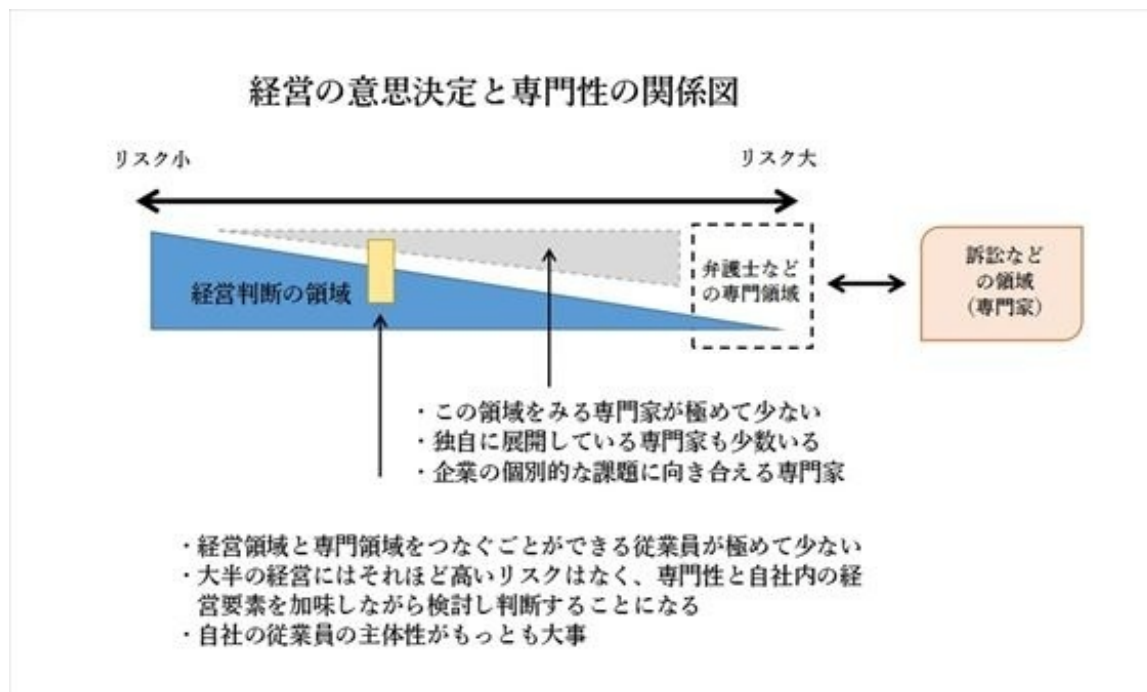 経営の意思決定と専門性の関係図
リスク小
リスク大
経営判断の領域
弁護士など
の専門領域
訴訟など
の領域
（専門家）
・この領域をみる専門家が極めて少ない
・独自に展開している専門家も少数いる
・企業の個別的な課題に向き合える専門家
・経営領域と専門領域をつなぐごとができる従業員が極めて少ない
・大半の経営にはそれほど高いリスクはなく、専門性と自社内の経
営要素を加味しながら検討し判断することになる
・自社の従業員の主体性がもっとも大事